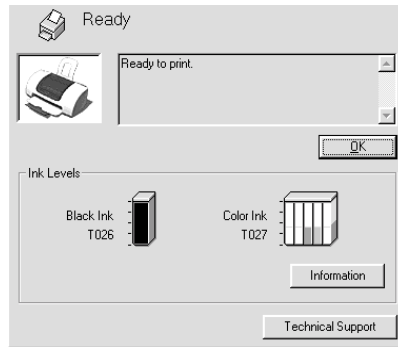 Ready
Ready to print.
OK
Ink Levels
Black Ink
T026
Color Ink
T027
Information
Technical Support